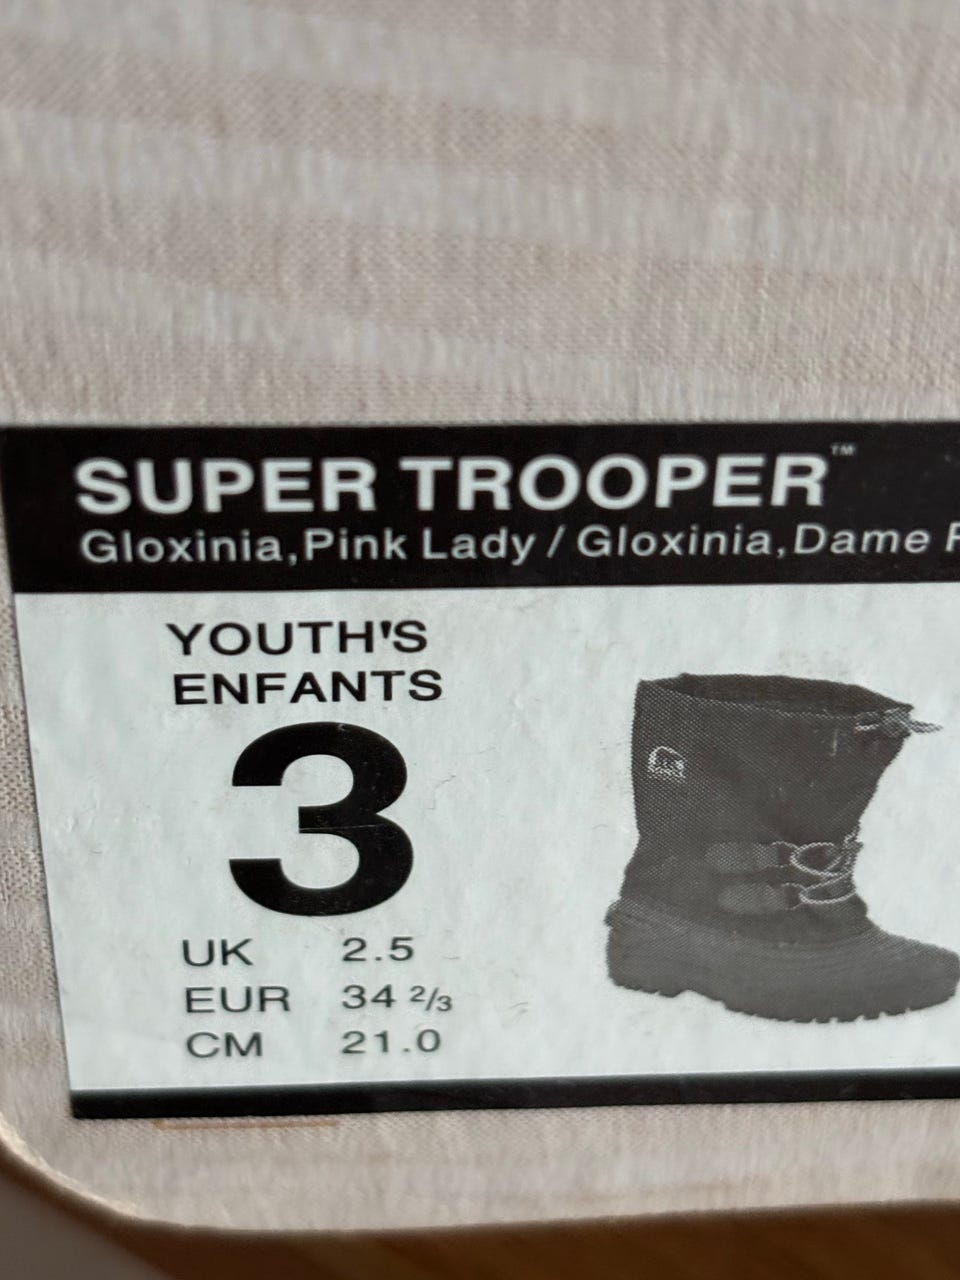 SUPER TROOPER™
Gloxinia,Pink Lady / Gloxinia,Dame
YOUTH'S
ENFANTS
3
UK 2.5
EUR 34 2/3
CM 21.0